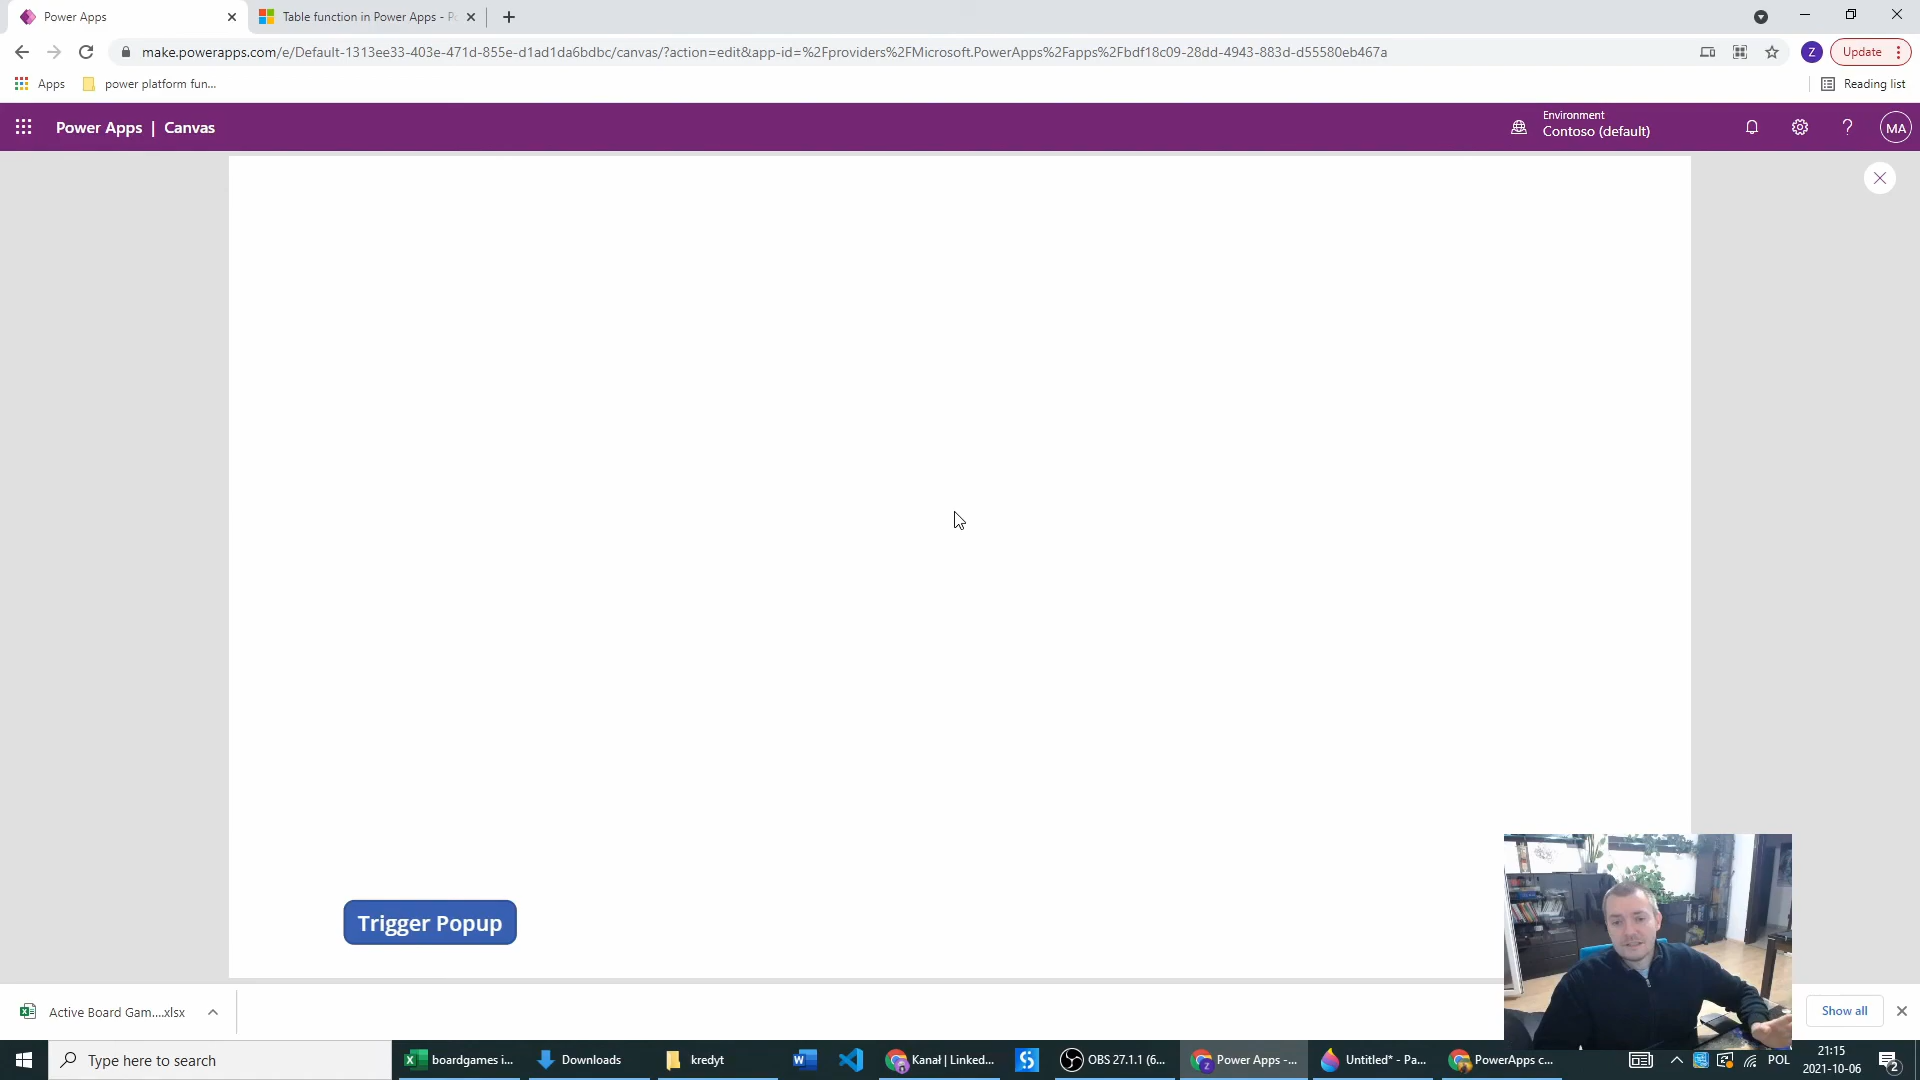 Power Apps
Table function in Power Apps - Po
make.powerapps.com/e/Default-1313ee33-403e-471d-855e-d1ad1da6bdbc/canvas/?action=edit&app-id=%2Fproviders%2FMicrosoft.PowerApps%2Fapps%2Fbdf18c09-28dd-4943-883d-d55580eb467a
Z
Update
Apps
power platform fun...
Reading list
Power Apps | Canvas
Environment
Contoso (default)
?
MA
Trigger Popup
Active Board Gam....xlsx
Show all
Type here to search
boardgames i...
Downloads
kredyt
Kanał | Linked...
OBS 27.1.1 (6...
Power Apps -...
Untitled* - Pa...
PowerApps c...
POL
21:15
2021-10-06
2